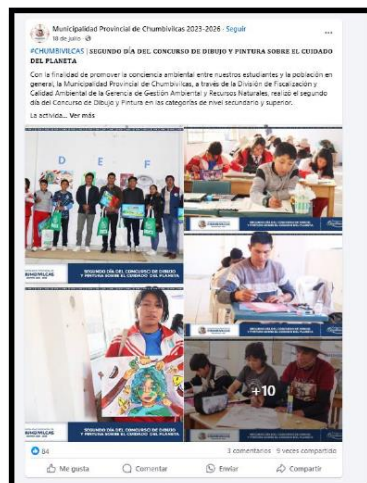 Municipalidad Provincial de Chumbivilcas 2023-2026 · Seguir
18 de julio
#CHUMBIVILCAS | SEGUNDO DÍA DEL CONCURSO DE DIBUJO Y PINTURA SOBRE EL CUIDADO
DEL PLANETA
Con la finalidad de promover la conciencia ambiental entre nuestros estudiantes y la población en
general, la Municipalidad Provincial de Chumbivilcas, a través de la División de Fiscalización y
Calidad Ambiental de la Gerencia de Gestión Ambiental y Recursos Naturales, realizó el segundo
día del Concurso de Dibujo y Pintura en las categorías de nivel secundario y superior.
La activida... Ver más
D E F
SEGUNDO DÍA DEL CONCURSO DE DIBUJO
Y PINTURA SOBRE EL CUIDADO DEL PLANETA
SEGUNDO DÍA DEL CONCURSO DE DIBUJO
Y PINTURA SOBRE EL CUIDADO DEL PLANETA
+10
84
3 comentarios 9 veces compartido
Me gusta Comentar Enviar Compartir